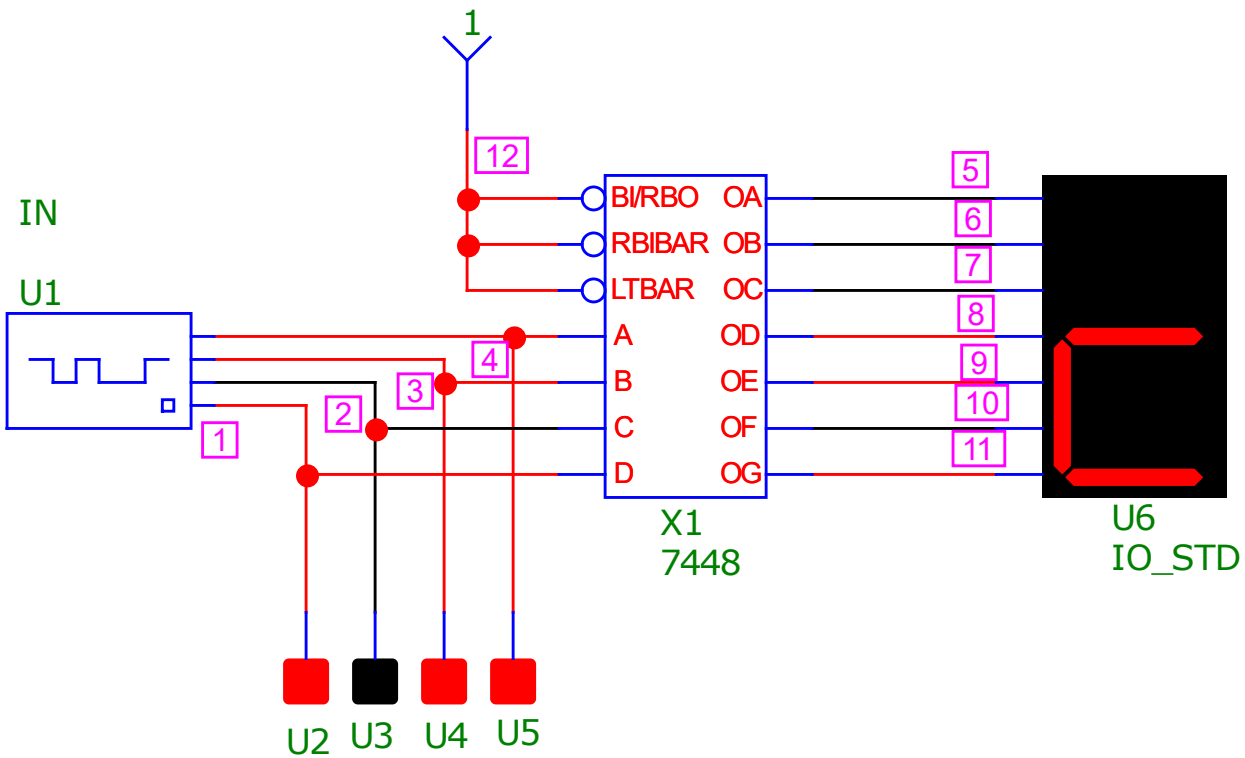 1
12
IN
U1
BI/RBO OA
RBIBAR OB
LTBAR OC
A OD
B OE
C OF
D OG
5
6
7
8
9
10
11
4
3
2
1
X1
7448
U6
IO_STD
U2 U3 U4 U5